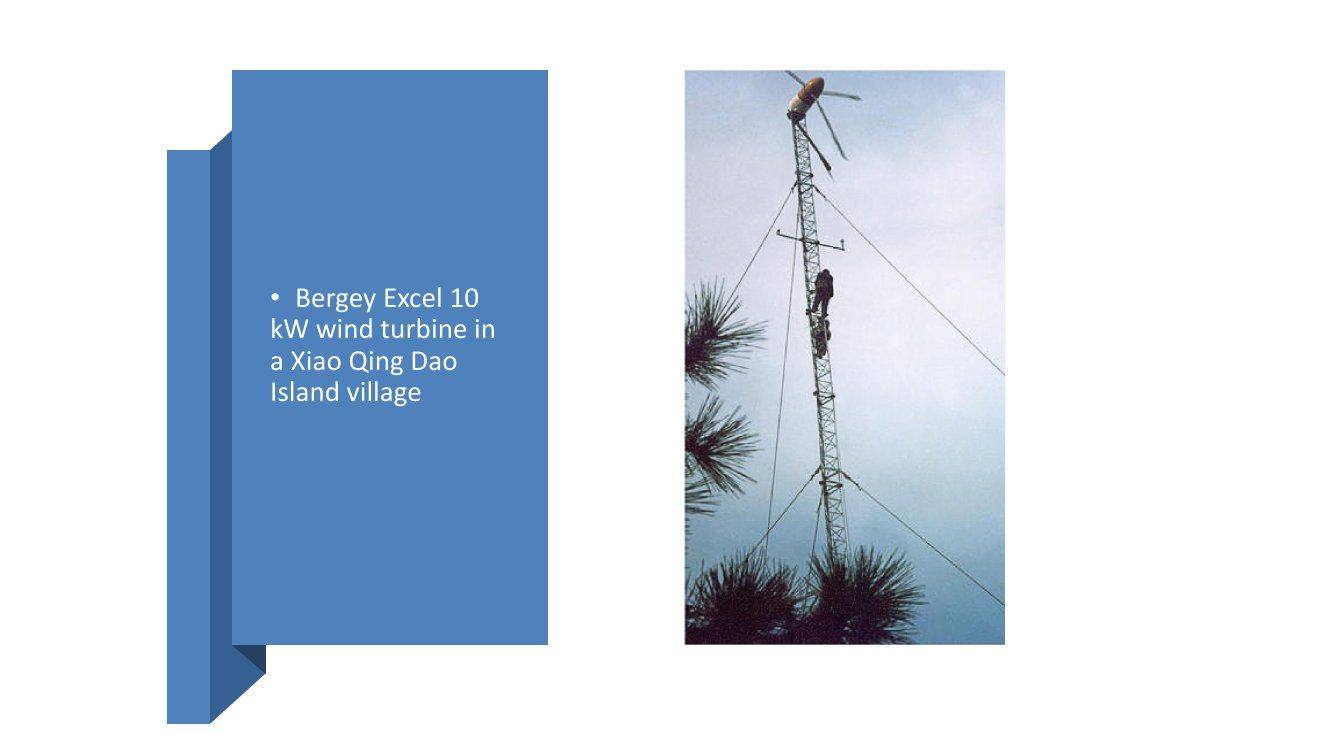 • Bergey Excel 10
kW wind turbine in
a Xiao Qing Dao
Island village